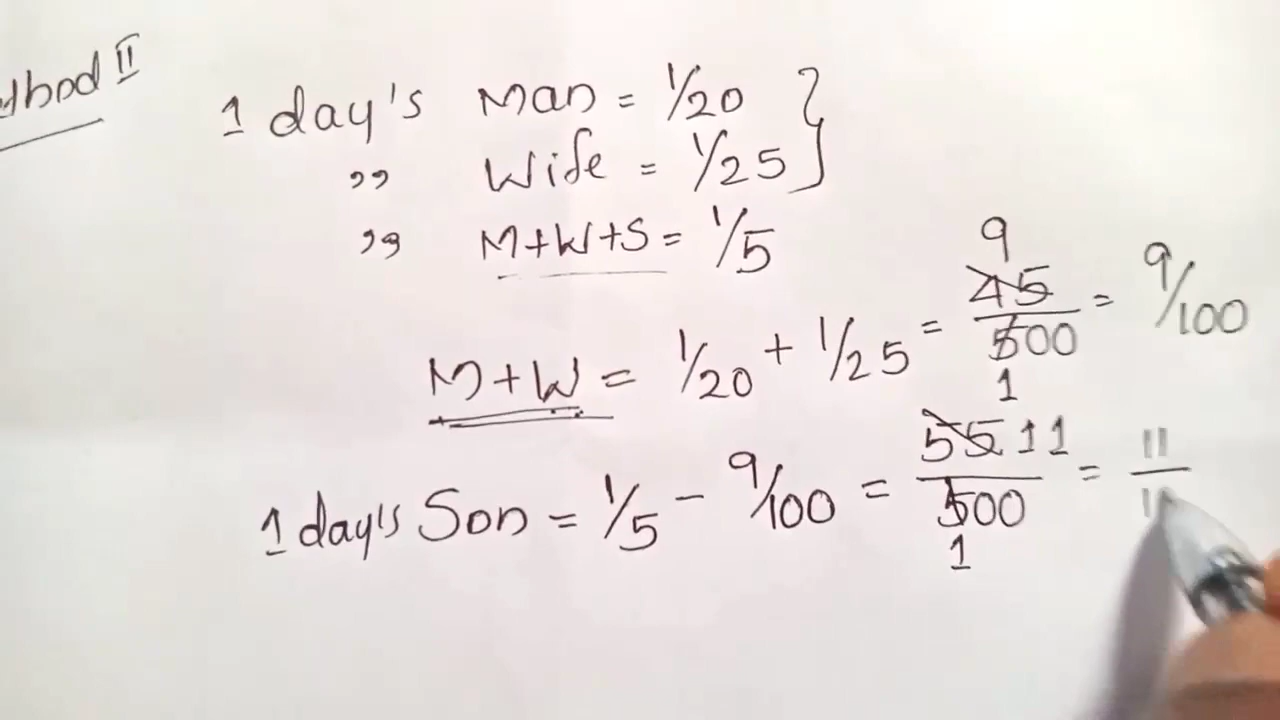 II
1 day's Man = 1/20 }
,, Wife = 1/25
,, M+W+S = 1/5
M+W = 1/20 + 1/25 = 9 45/500 1 = 9/100
1 day's Son = 1/5 - 9/100 = 55 11/500 1 = 11/